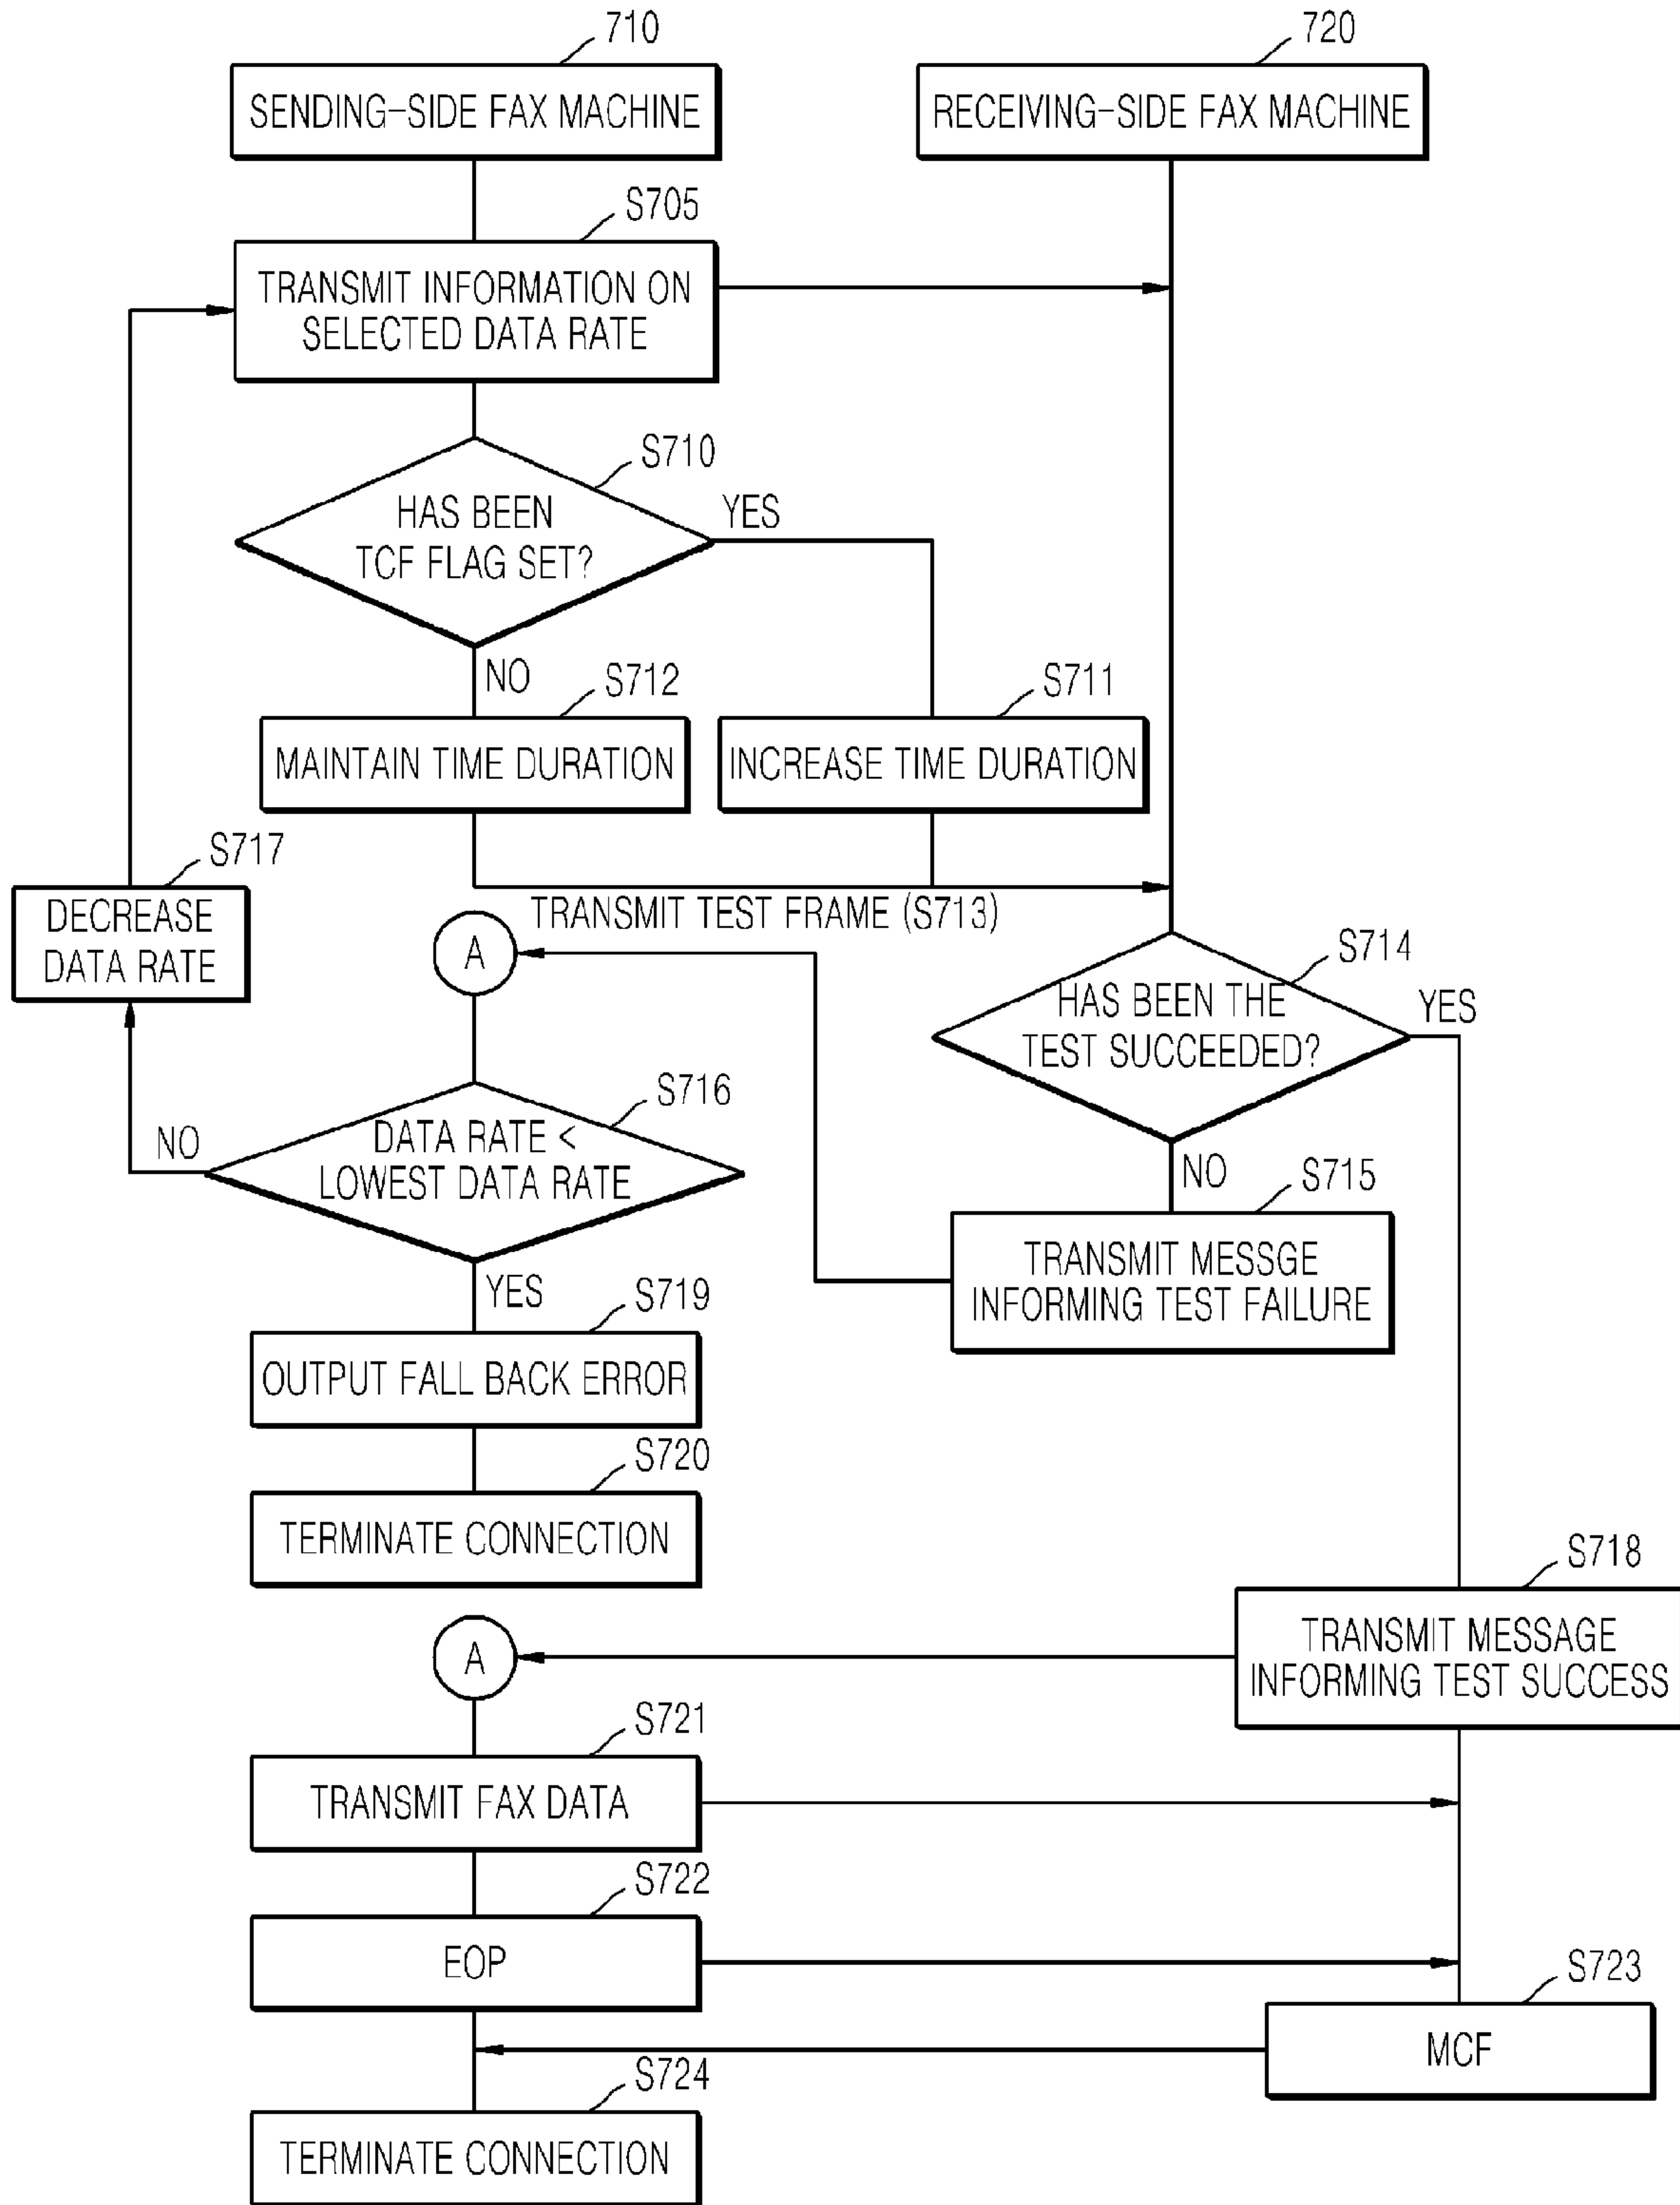 710
720
SENDING-SIDE FAX MACHINE
RECEIVING-SIDE FAX MACHINE
S705
TRANSMIT INFORMATION ON
SELECTED DATA RATE
S710
HAS BEEN
TCF FLAG SET?
YES
NO
S712
S711
MAINTAIN TIME DURATION
INCREASE TIME DURATION
S717
DECREASE
DATA RATE
TRANSMIT TEST FRAME (S713)
A
S714
HAS BEEN THE
TEST SUCCEEDED?
YES
S716
NO
DATA RATE <
LOWEST DATA RATE
NO
S715
TRANSMIT MESSGE
INFORMING TEST FAILURE
YES
S719
OUTPUT FALL BACK ERROR
S720
TERMINATE CONNECTION
S718
TRANSMIT MESSAGE
INFORMING TEST SUCCESS
A
S721
TRANSMIT FAX DATA
S722
EOP
S723
MCF
S724
TERMINATE CONNECTION